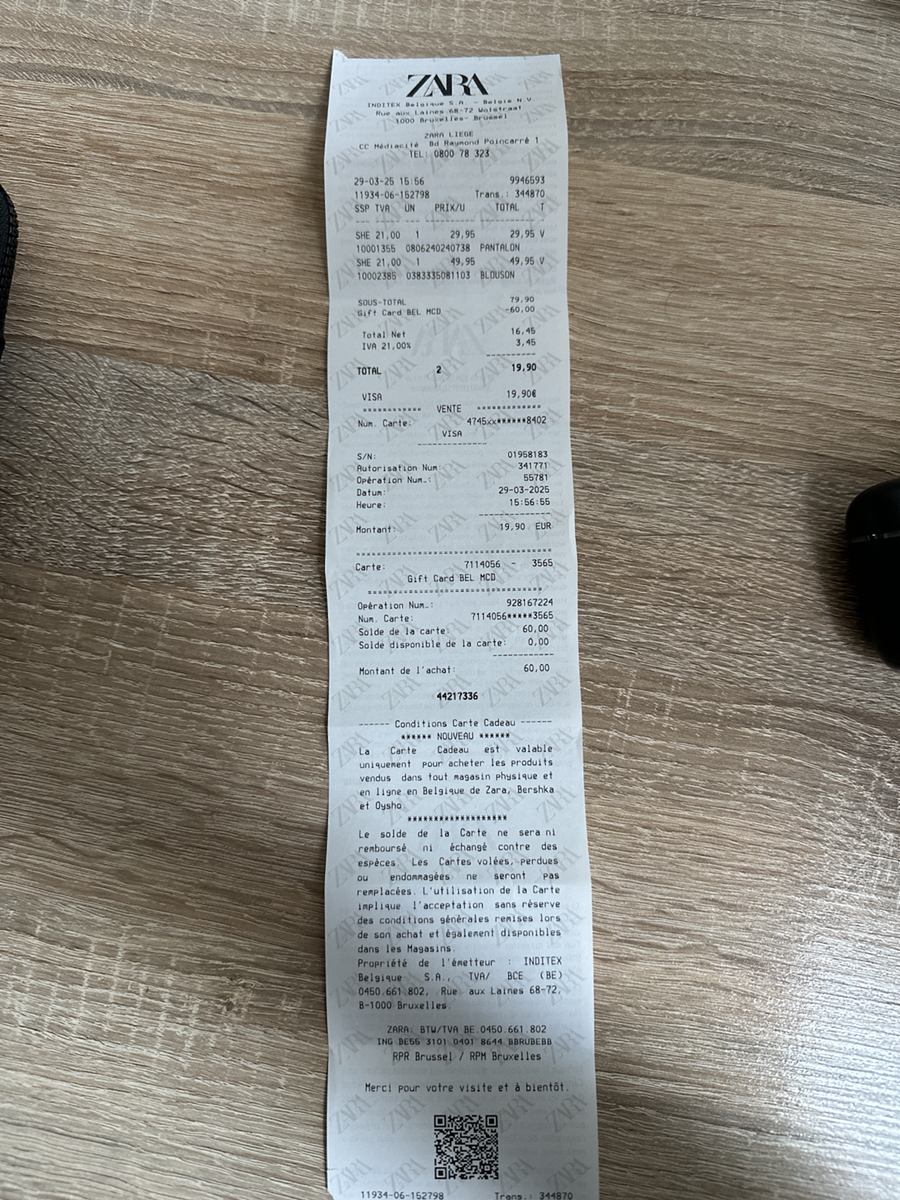 ZARA
INDITEX Belgique S.A. - Belgie N.V.
Rue aux Laines 68-72 Wolstraat
1000 Bruxelles- Brussel
ZARA LIEGE
CC Médiacité Bd Raymond Poincarré 1
TEL: 0800 78 323
29-03-25 15:56 9946593
11934-06-152798 Trans.: 344870
SSP TVA UN PRIX/U TOTAL T
SHE 21,00 1 29,95 29,95 V
10001355 0806240240738 PANTALON
SHE 21,00 1 49,95 49,95 V
10002385 0383335081103 BLOUSON
SOUS-TOTAL 79,90
Gift Card BEL MCD -60,00
Total Net 16,45
IVA 21,00% 3,45
TOTAL 2 19,90
VISA 19,90€
=========== VENTE ============
Num. Carte: 4745xx******8402
VISA
S/N: 01958183
Autorisation Num: 341771
Opération Num.: 55781
Datum: 29-03-2025
Heure: 15:56:55
Montant: 19,90 EUR
Carte: 7114056 - 3565
Gift Card BEL MCD
Opération Num.: 928167224
Num. Carte: 7114056*****3565
Solde de la carte: 60,00
Solde disponible de la carte: 0,00
Montant de l'achat: 60,00
44217336
------ Conditions Carte Cadeau ------
****** NOUVEAU ******
La Carte Cadeau est valable
uniquement pour acheter les produits
vendus dans tout magasin physique et
en ligne en Belgique de Zara, Bershka
et Oysho
******************
Le solde de la Carte ne sera ni
remboursé ni échangé contre des
espèces. Les Cartes volées, perdues
ou endommagées ne seront pas
remplacées. L'utilisation de la Carte
implique l'acceptation sans réserve
des conditions générales remises lors
de son achat et également disponibles
dans les Magasins.
Propriété de l'émetteur : INDITEX
Belgique S.A., TVA/ BCE (BE)
0450.661.802, Rue aux Laines 68-72,
B-1000 Bruxelles.
ZARA: BTW/TVA BE.0450.661.802
ING BE56 3101 0401 8644 BBRUBEBB
RPR Brussel / RPM Bruxelles
Merci pour votre visite et à bientôt.
11934-06-152798 Trans.: 344870